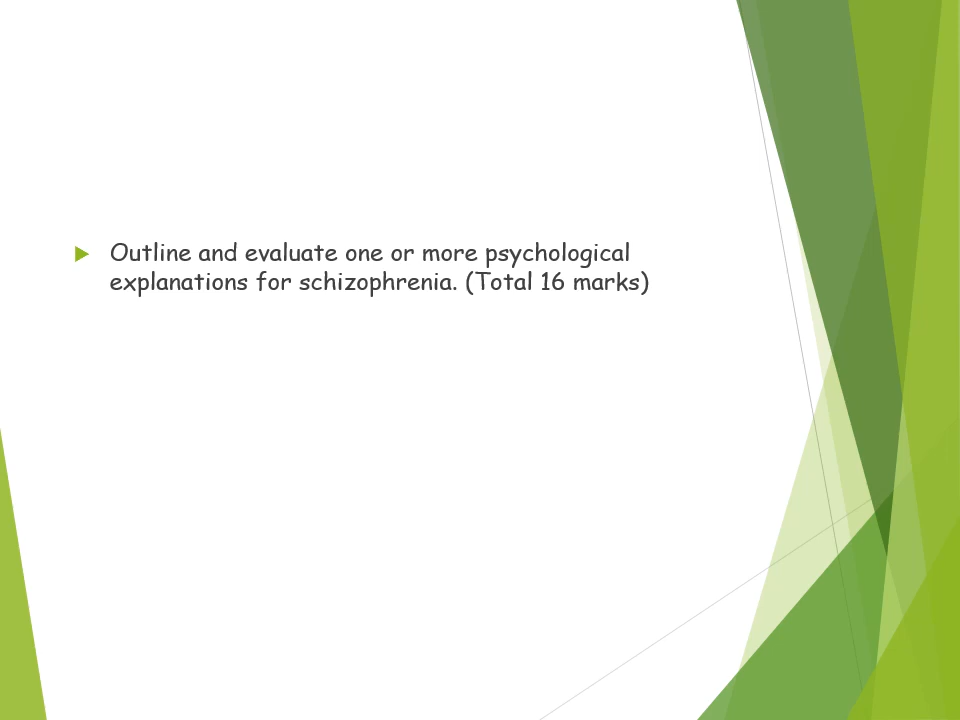 Outline and evaluate one or more psychological
explanations for schizophrenia. (Total 16 marks)